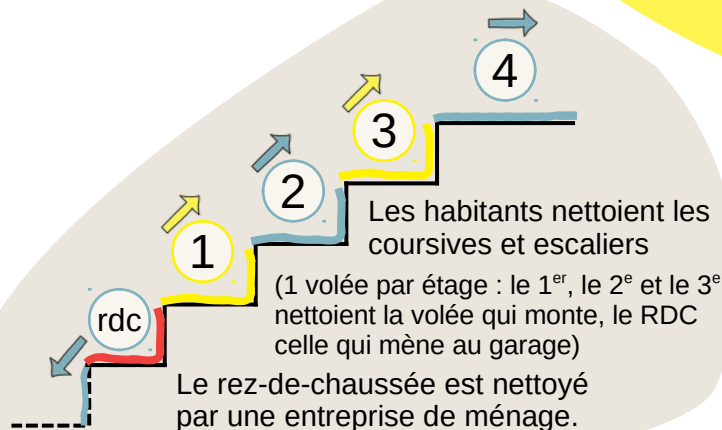 4
3
2
Les habitants nettoient les
coursives et escaliers
1
(1 volée par étage : le 1er, le 2e et le 3e
nettoient la volée qui monte, le RDC
celle qui mène au garage)
rdc
Le rez-de-chaussée est nettoyé
par une entreprise de ménage.